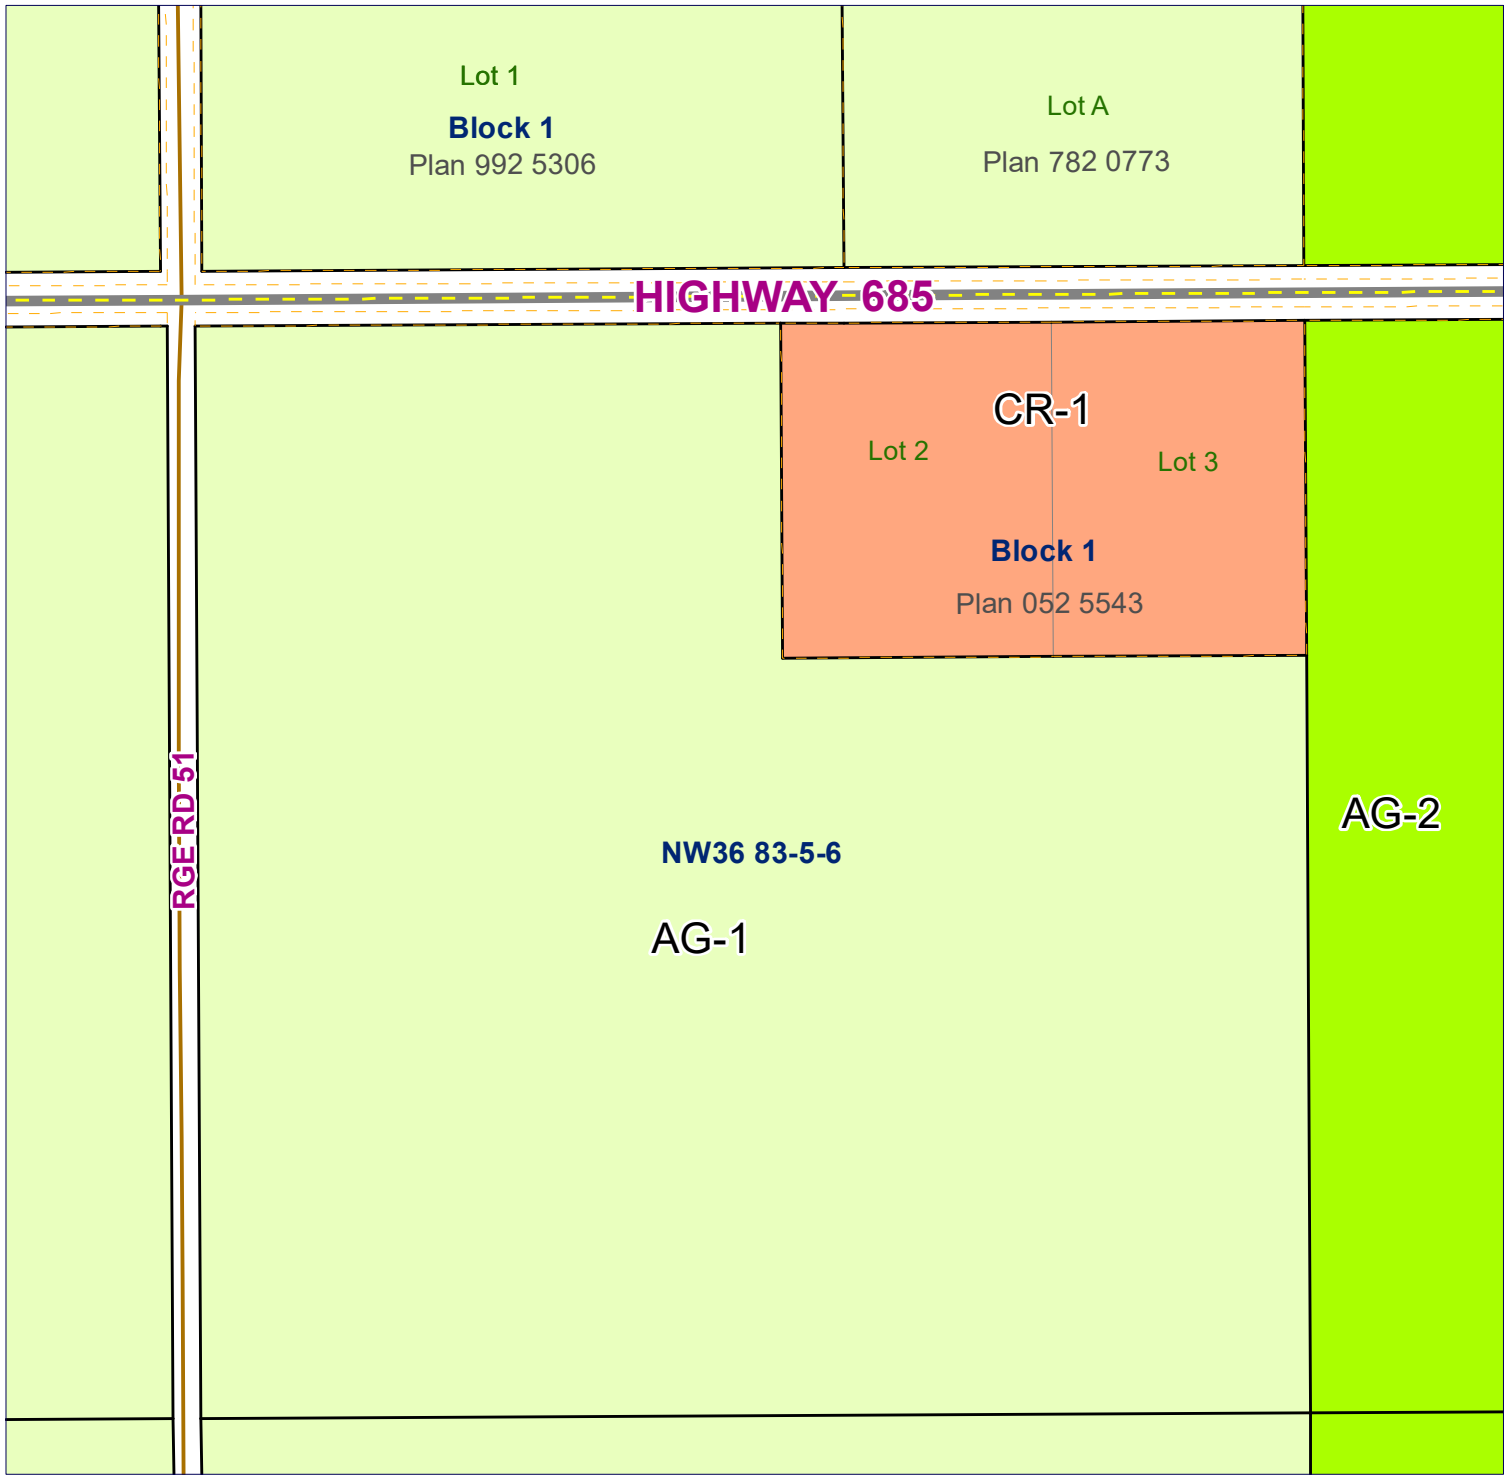 Lot 1
Block 1
Plan 992 5306
Lot A
Plan 782 0773
HIGHWAY 685
CR-1
Lot 2
Lot 3
Block 1
Plan 052 5543
RGE RD 51
AG-2
NW36 83-5-6
AG-1